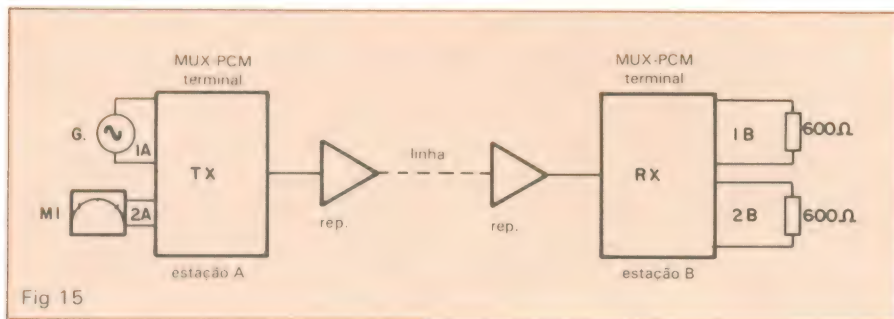 MUX-PCM
terminal
MUX-PCM
terminal
G.
1A
TX
linha
RX
1B
600Ω
M1
2A
2B
600Ω
rep.
rep.
estação A
estação B
Fig 15